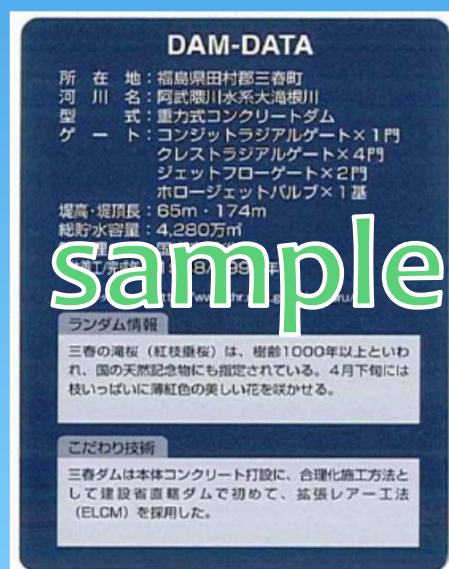 DAM-DATA
所在地：福島県田村郡三春町
河川名：阿武隈川水系大滝根川
型式：重力式コンクリートダム
ゲート：コンジットラジアルゲート×1門
クレストラジアルゲート×4門
ジェットフローゲート×2門
ホロージェットバルブ×1基
堤高・堤頂長：65m・174m
総貯水容量：4,280万㎥
sample
ランダム情報
三春の滝桜（紅枝垂桜）は、樹齢1000年以上といわ
れ、国の天然記念物にも指定されている。4月下旬には
枝いっぱいに薄紅色の美しい花を咲かせる。
こだわり技術
三春ダムは本体コンクリート打設に、合理化施工方法と
して建設省直轄ダムで初めて、拡張レアー工法
（ELCM）を採用した。